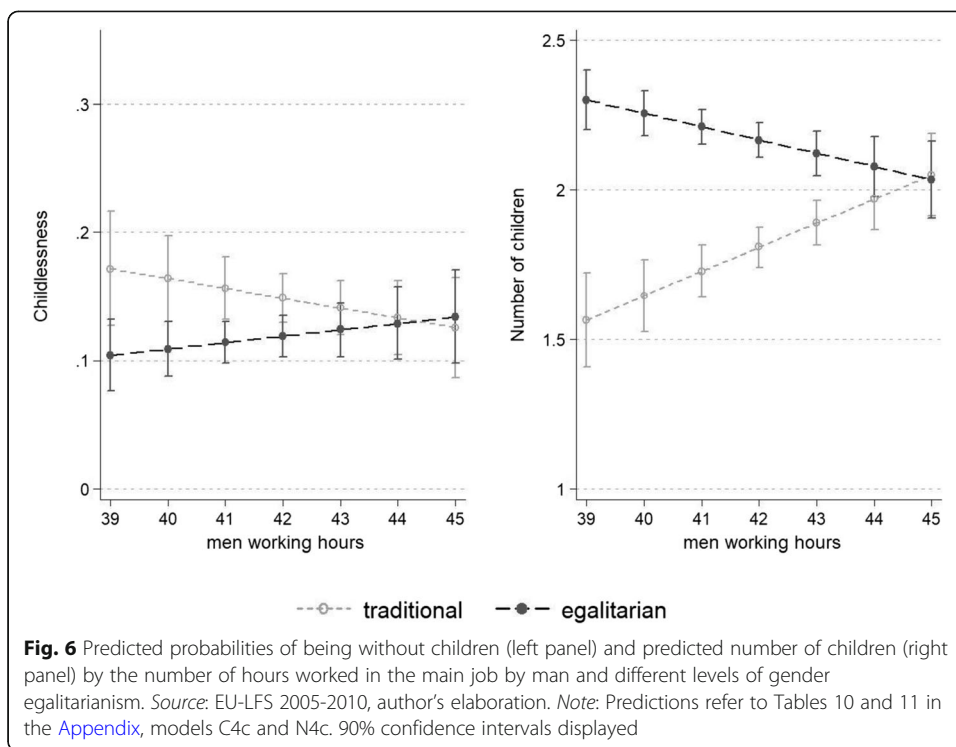 .3
.2
.1
0
Childlessness
39 40 41 42 43 44 45
men working hours
2.5
2
1.5
1
Number of children
39 40 41 42 43 44 45
men working hours
traditional egalitarian
Fig. 6 Predicted probabilities of being without children (left panel) and predicted number of children (right
panel) by the number of hours worked in the main job by man and different levels of gender
egalitarianism. Source: EU-LFS 2005-2010, author's elaboration. Note: Predictions refer to Tables 10 and 11 in
the Appendix, models C4c and N4c. 90% confidence intervals displayed